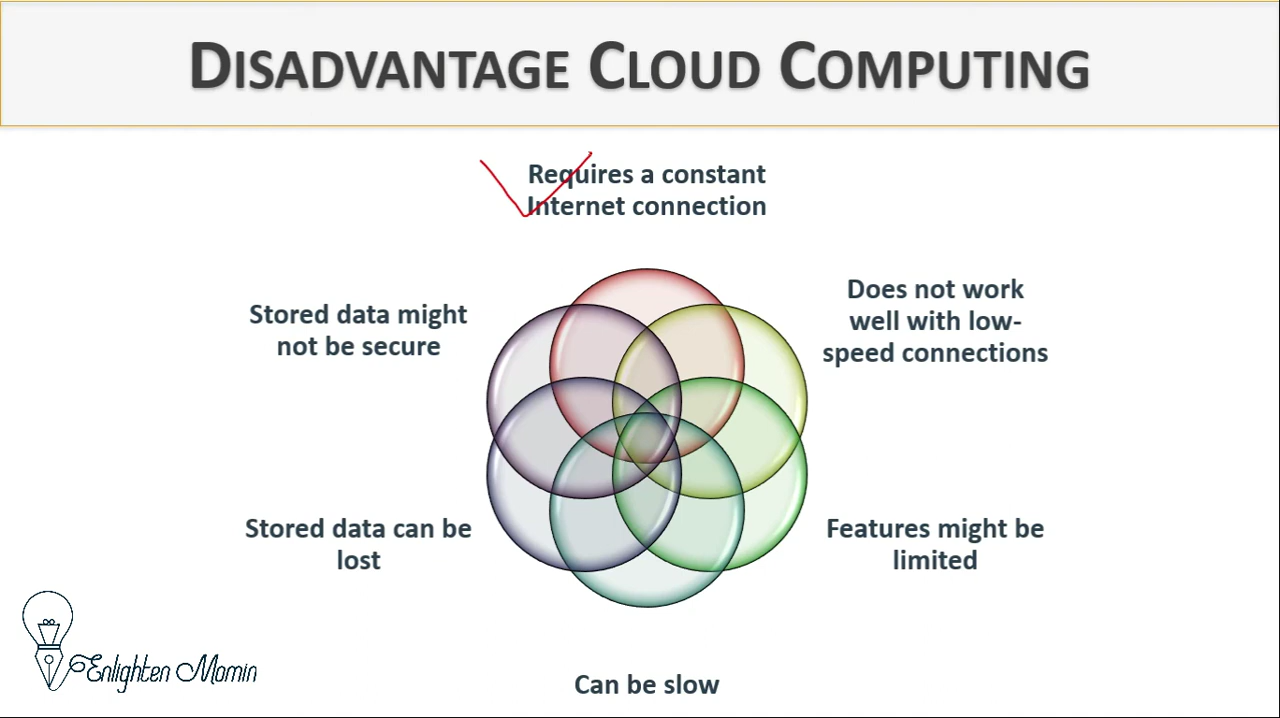 DISADVANTAGE CLOUD COMPUTING
Requires a constant
Internet connection
Does not work
well with low-
speed connections
Features might be
limited
Can be slow
Stored data can be
lost
Stored data might
not be secure
Enlighten Momin